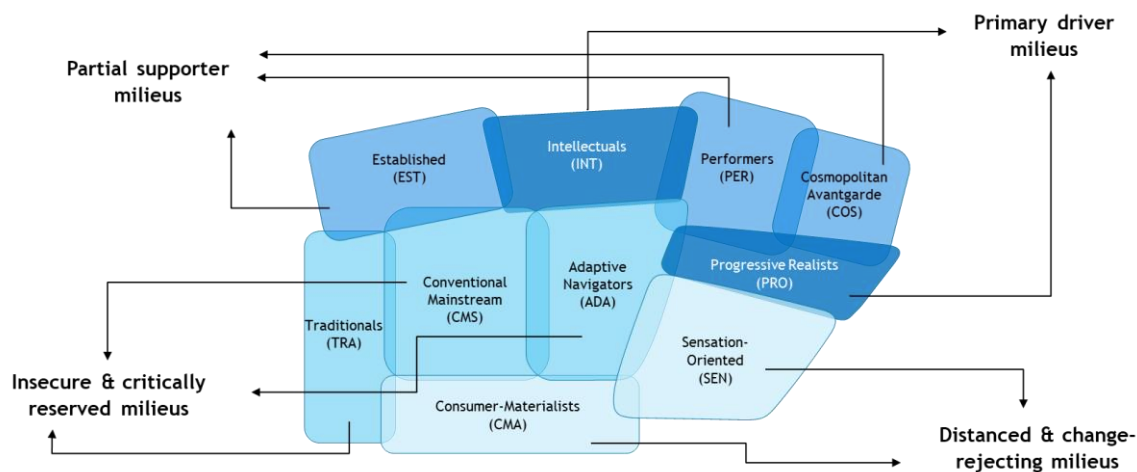 Primary driver
milieus
Partial supporter
milieus
Established
(EST)
Intellectuals
(INT)
Performers
(PER)
Cosmopolitan
Avantgarde
(COS)
Traditionals
(TRA)
Conventional
Mainstream
(CMS)
Adaptive
Navigators
(ADA)
Progressive Realists
(PRO)
Sensation-
Oriented
(SEN)
Consumer-Materialists
(CMA)
Insecure & critically
reserved milieus
Distanced & change-
rejecting milieus